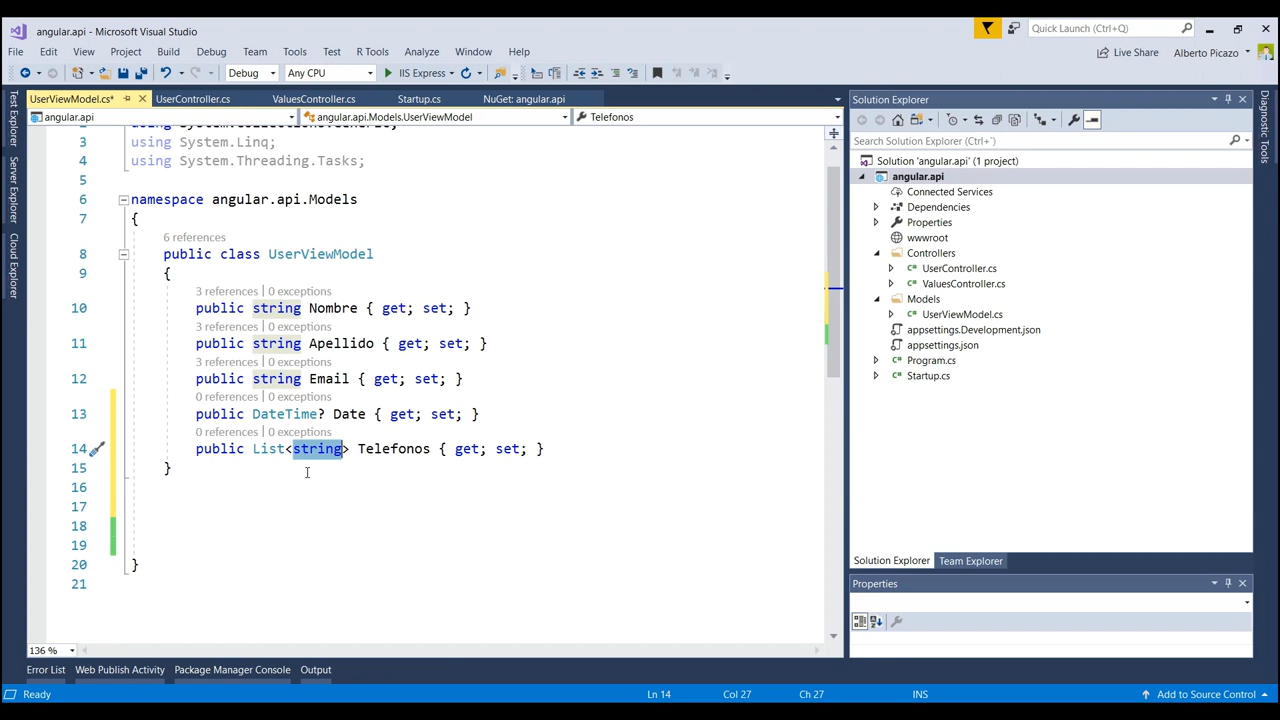 angular.api - Microsoft Visual Studio
Quick Launch (Ctrl+Q)
File Edit View Project Build Debug Team Tools Test R Tools Analyze Window Help
Live Share
Alberto Picazo
Debug Any CPU IIS Express
UserViewModel.cs* UserController.cs ValuesController.cs Startup.cs NuGet: angular.api
angular.api angular.api.Models.UserViewModel Telefonos
Test Explorer
Server Explorer
Cloud Explorer
3 using System.Linq;
4 using System.Threading.Tasks;
5
6 namespace angular.api.Models
7 {
6 references
8 public class UserViewModel
9 {
3 references | 0 exceptions
10 public string Nombre { get; set; }
3 references | 0 exceptions
11 public string Apellido { get; set; }
3 references | 0 exceptions
12 public string Email { get; set; }
0 references | 0 exceptions
13 public DateTime? Date { get; set; }
0 references | 0 exceptions
14 public List<string> Telefonos { get; set; }
15 }
16
17
18
19
20 }
21
136 %
Solution Explorer
Search Solution Explorer (Ctrl+¨)
Solution 'angular.api' (1 project)
angular.api
Connected Services
Dependencies
Properties
wwwroot
Controllers
UserController.cs
ValuesController.cs
Models
UserViewModel.cs
appsettings.Development.json
appsettings.json
Program.cs
Startup.cs
Solution Explorer Team Explorer
Properties
Diagnostic Tools
Error List Web Publish Activity Package Manager Console Output
Ready Ln 14 Col 27 Ch 27 INS Add to Source Control